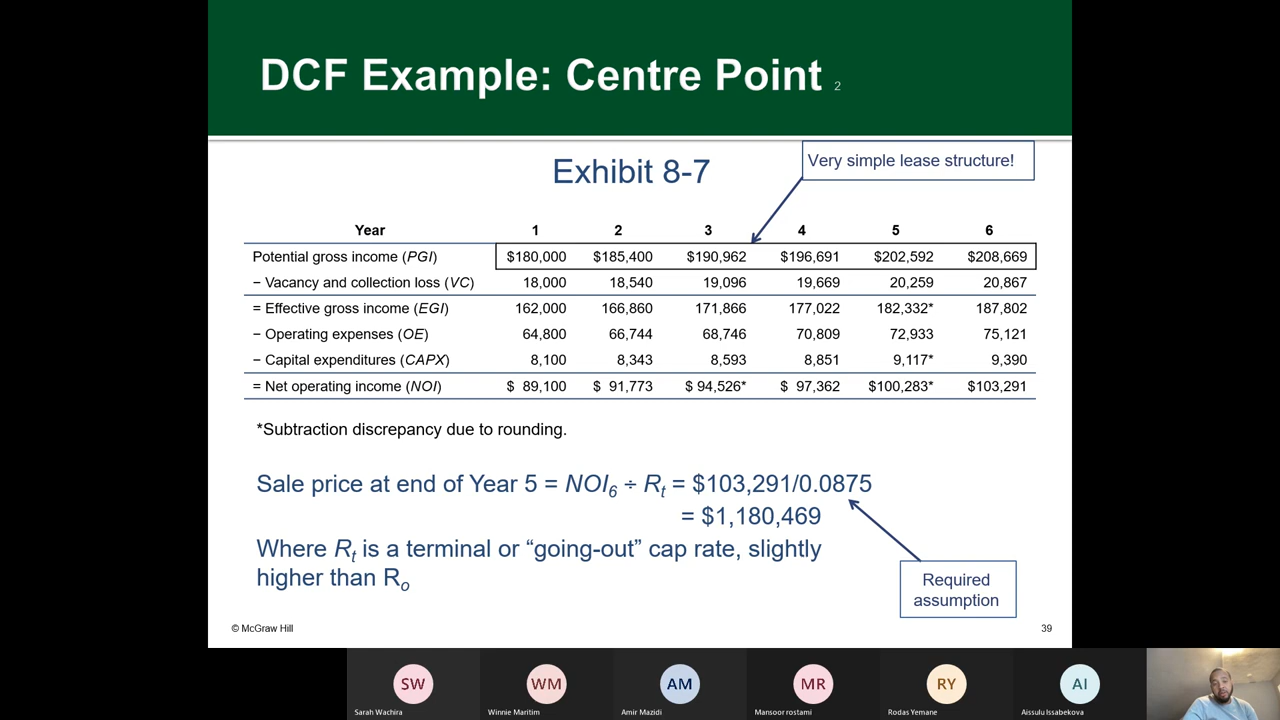 DCF Example: Centre Point 2
Very simple lease structure!
Exhibit 8-7
Year 1 2 3 4 5 6
Potential gross income (PGI) $180,000 $185,400 $190,962 $196,691 $202,592 $208,669
− Vacancy and collection loss (VC) 18,000 18,540 19,096 19,669 20,259 20,867
= Effective gross income (EGI) 162,000 166,860 171,866 177,022 182,332* 187,802
− Operating expenses (OE) 64,800 66,744 68,746 70,809 72,933 75,121
− Capital expenditures (CAPX) 8,100 8,343 8,593 8,851 9,117* 9,390
= Net operating income (NOI) $ 89,100 $ 91,773 $ 94,526* $ 97,362 $100,283* $103,291
*Subtraction discrepancy due to rounding.
Sale price at end of Year 5 = NOI6 ÷ Rt = $103,291/0.0875
= $1,180,469
Where Rt is a terminal or “going-out” cap rate, slightly
higher than Ro
Required
assumption
© McGraw Hill
39
SW
WM
AM
MR
RY
AI
Sarah Wachira
Winnie Maritim
Amir Mazidi
Mansoor rostami
Rodas Yemane
Aissulu Issabekova